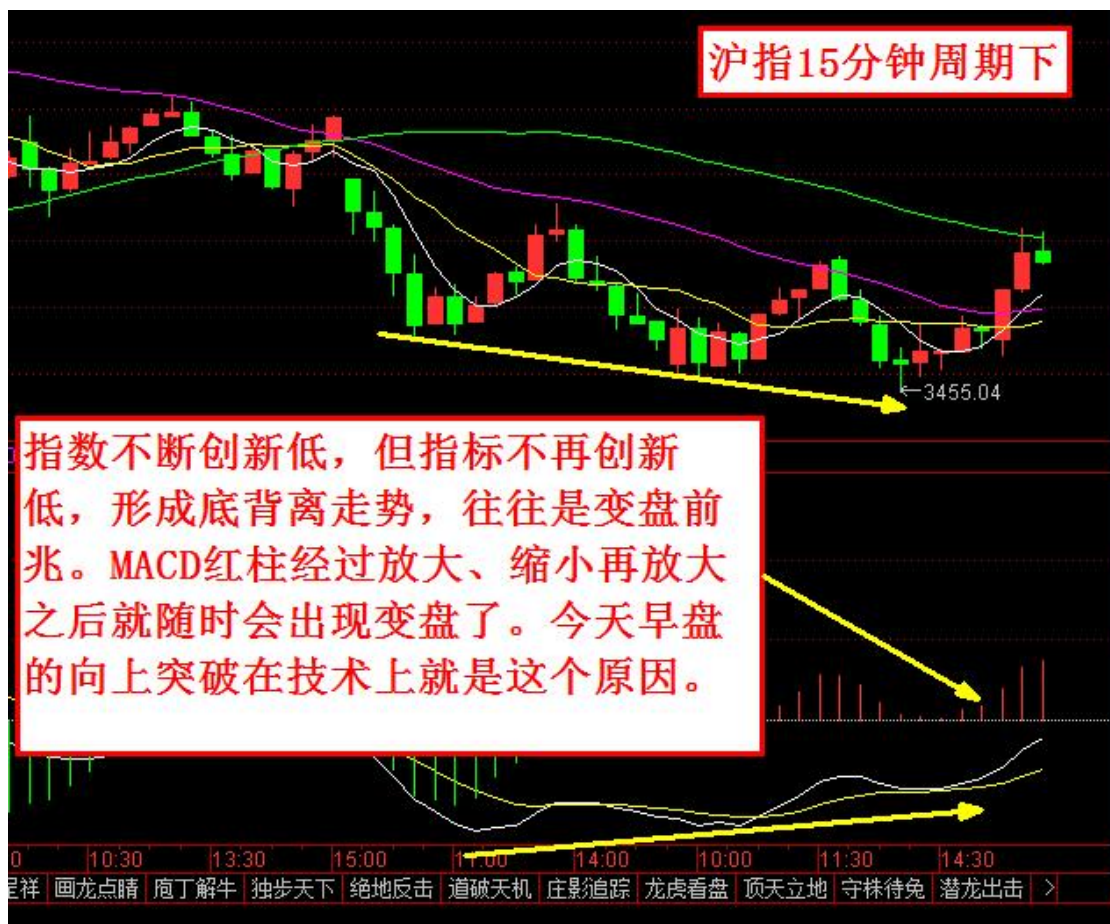 沪指15分钟周期下
←3455.04
指数不断创新低，但指标不再创新
低，形成底背离走势，往往是变盘前
兆。MACD红柱经过放大、缩小再放大
之后就随时会出现变盘了。今天早盘
的向上突破在技术上就是这个原因。
0 10:30 13:30 15:00 11:00 14:00 10:00 11:30 14:30
画龙点睛 庖丁解牛 独步天下 绝地反击 道破天机 庄影追踪 龙虎看盘 顶天立地 守株待兔 潜龙出击 >